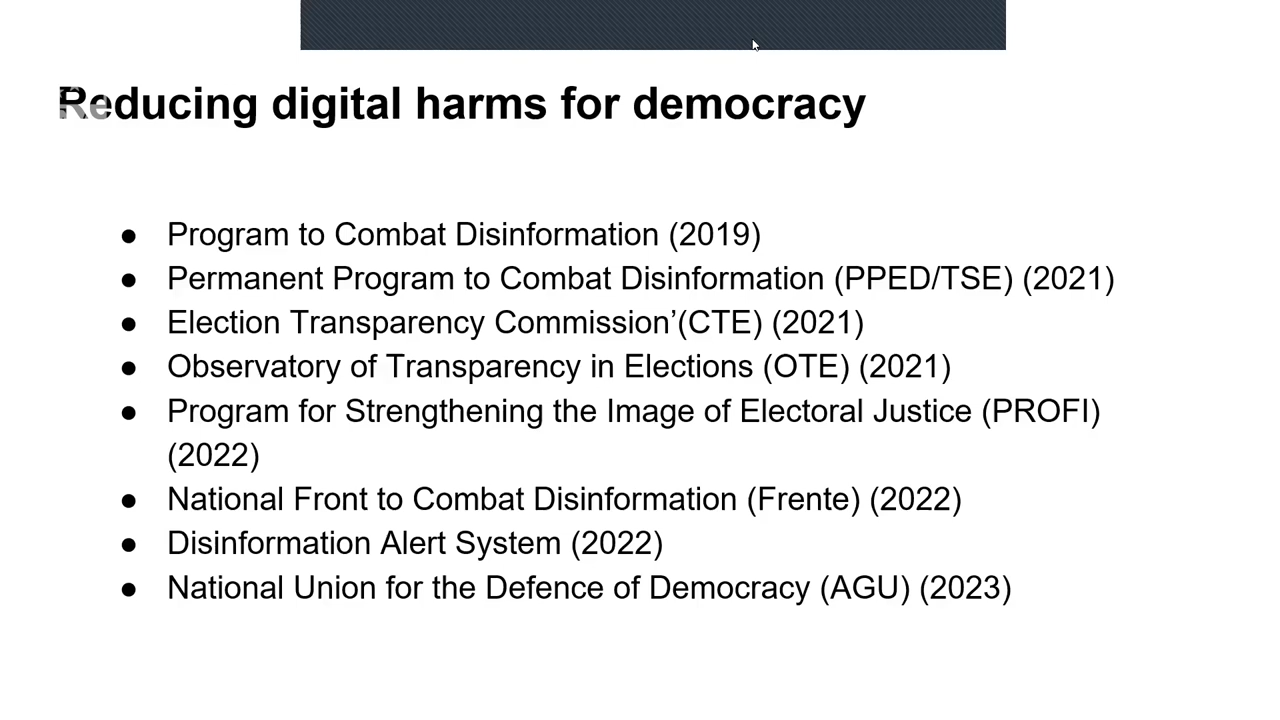 Reducing digital harms for democracy
● Program to Combat Disinformation (2019)
● Permanent Program to Combat Disinformation (PPED/TSE) (2021)
● Election Transparency Commission’(CTE) (2021)
● Observatory of Transparency in Elections (OTE) (2021)
● Program for Strengthening the Image of Electoral Justice (PROFI)
(2022)
● National Front to Combat Disinformation (Frente) (2022)
● Disinformation Alert System (2022)
● National Union for the Defence of Democracy (AGU) (2023)